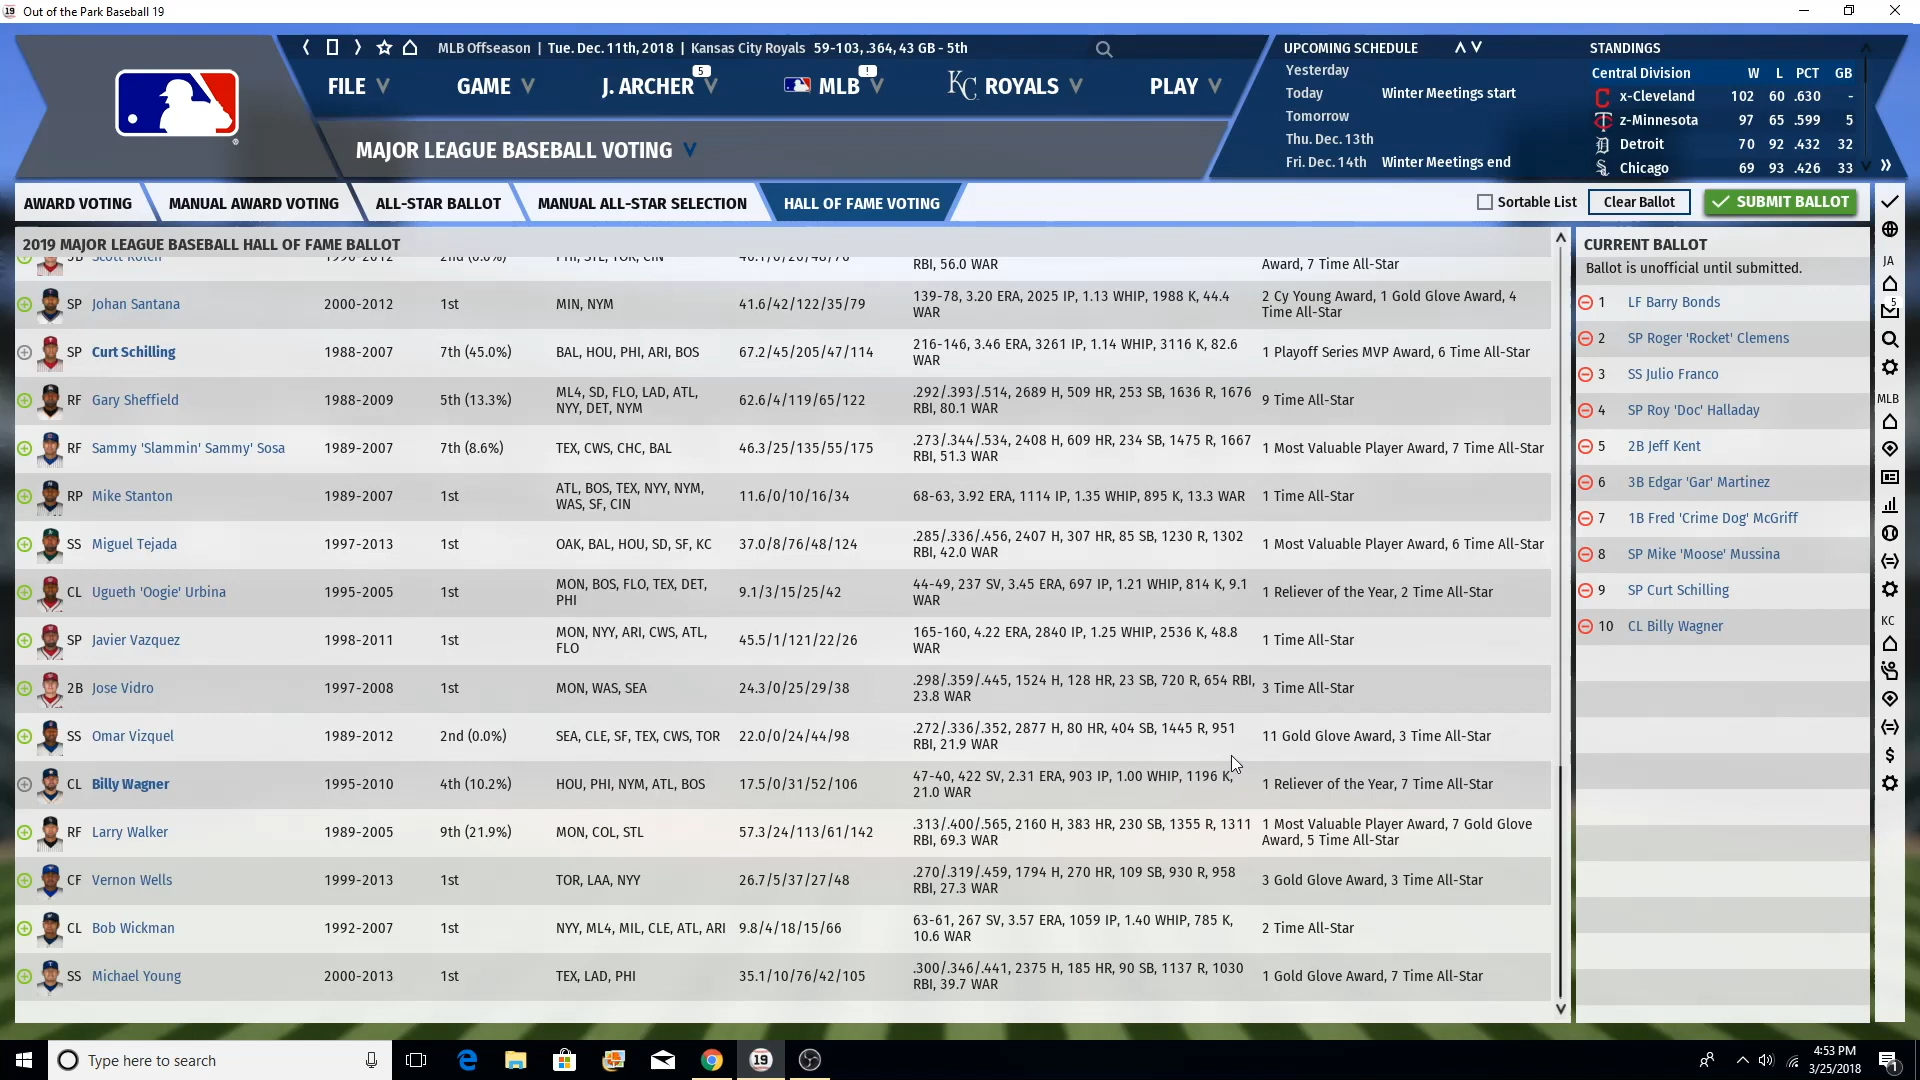 Out of the Park Baseball 19
MLB Offseason | Tue. Dec. 11th, 2018 | Kansas City Royals 59-103, .364, 43 GB - 5th
FILE GAME J. ARCHER 5 MLB ! ROYALS PLAY
MAJOR LEAGUE BASEBALL VOTING
UPCOMING SCHEDULE
Yesterday
Today Winter Meetings start
Tomorrow
Thu. Dec. 13th
Fri. Dec. 14th Winter Meetings end
STANDINGS
Central Division W L PCT GB
x-Cleveland 102 60 .630 -
z-Minnesota 97 65 .599 5
Detroit 70 92 .432 32
Chicago 69 93 .426 33
AWARD VOTING MANUAL AWARD VOTING ALL-STAR BALLOT MANUAL ALL-STAR SELECTION HALL OF FAME VOTING
Sortable List Clear Ballot SUBMIT BALLOT
2019 MAJOR LEAGUE BASEBALL HALL OF FAME BALLOT
3B Scott Rolen 1996-2012 2nd (0.0%) PHI, STL, TOR, CIN
RBI, 56.0 WAR Award, 7 Time All-Star
SP Johan Santana 2000-2012 1st MIN, NYM 41.6/42/122/35/79 139-78, 3.20 ERA, 2025 IP, 1.13 WHIP, 1988 K, 44.4 2 Cy Young Award, 1 Gold Glove Award, 4
WAR Time All-Star
SP Curt Schilling 1988-2007 7th (45.0%) BAL, HOU, PHI, ARI, BOS 67.2/45/205/47/114 216-146, 3.46 ERA, 3261 IP, 1.14 WHIP, 3116 K, 82.6 1 Playoff Series MVP Award, 6 Time All-Star
WAR
RF Gary Sheffield 1988-2009 5th (13.3%) ML4, SD, FLO, LAD, ATL, 62.6/4/119/65/122 .292/.393/.514, 2689 H, 509 HR, 253 SB, 1636 R, 1676 9 Time All-Star
NYY, DET, NYM RBI, 80.1 WAR
RF Sammy 'Slammin' Sammy' Sosa 1989-2007 7th (8.6%) TEX, CWS, CHC, BAL 46.3/25/135/55/175 .273/.344/.534, 2408 H, 609 HR, 234 SB, 1475 R, 1667 1 Most Valuable Player Award, 7 Time All-Star
RBI, 51.3 WAR
RP Mike Stanton 1989-2007 1st ATL, BOS, TEX, NYY, NYM, 11.6/0/10/16/34 68-63, 3.92 ERA, 1114 IP, 1.35 WHIP, 895 K, 13.3 WAR 1 Time All-Star
WAS, SF, CIN
SS Miguel Tejada 1997-2013 1st OAK, BAL, HOU, SD, SF, KC 37.0/8/76/48/124 .285/.336/.456, 2407 H, 307 HR, 85 SB, 1230 R, 1302 1 Most Valuable Player Award, 6 Time All-Star
RBI, 42.0 WAR
CL Ugueth 'Oogie' Urbina 1995-2005 1st MON, BOS, FLO, TEX, DET, 9.1/3/15/25/42 44-49, 237 SV, 3.45 ERA, 697 IP, 1.21 WHIP, 814 K, 9.1 1 Reliever of the Year, 2 Time All-Star
PHI WAR
SP Javier Vazquez 1998-2011 1st MON, NYY, ARI, CWS, ATL, 45.5/1/121/22/26 165-160, 4.22 ERA, 2840 IP, 1.25 WHIP, 2536 K, 48.8 1 Time All-Star
FLO WAR
2B Jose Vidro 1997-2008 1st MON, WAS, SEA 24.3/0/25/29/38 .298/.359/.445, 1524 H, 128 HR, 23 SB, 720 R, 654 RBI, 3 Time All-Star
23.8 WAR
SS Omar Vizquel 1989-2012 2nd (0.0%) SEA, CLE, SF, TEX, CWS, TOR 22.0/0/24/44/98 .272/.336/.352, 2877 H, 80 HR, 404 SB, 1445 R, 951 11 Gold Glove Award, 3 Time All-Star
RBI, 21.9 WAR
CL Billy Wagner 1995-2010 4th (10.2%) HOU, PHI, NYM, ATL, BOS 17.5/0/31/52/106 47-40, 422 SV, 2.31 ERA, 903 IP, 1.00 WHIP, 1196 K, 1 Reliever of the Year, 7 Time All-Star
21.0 WAR
RF Larry Walker 1989-2005 9th (21.9%) MON, COL, STL 57.3/24/113/61/142 .313/.400/.565, 2160 H, 383 HR, 230 SB, 1355 R, 1311 1 Most Valuable Player Award, 7 Gold Glove
RBI, 69.3 WAR Award, 5 Time All-Star
CF Vernon Wells 1999-2013 1st TOR, LAA, NYY 26.7/5/37/27/48 .270/.319/.459, 1794 H, 270 HR, 109 SB, 930 R, 958 3 Gold Glove Award, 3 Time All-Star
RBI, 27.3 WAR
CL Bob Wickman 1992-2007 1st NYY, ML4, MIL, CLE, ATL, ARI 9.8/4/18/15/66 63-61, 267 SV, 3.57 ERA, 1059 IP, 1.40 WHIP, 785 K, 2 Time All-Star
10.6 WAR
SS Michael Young 2000-2013 1st TEX, LAD, PHI 35.1/10/76/42/105 .300/.346/.441, 2375 H, 185 HR, 90 SB, 1137 R, 1030 1 Gold Glove Award, 7 Time All-Star
RBI, 39.7 WAR
CURRENT BALLOT
Ballot is unofficial until submitted.
1 LF Barry Bonds
2 SP Roger 'Rocket' Clemens
3 SS Julio Franco
4 SP Roy 'Doc' Halladay
5 2B Jeff Kent
6 3B Edgar 'Gar' Martinez
7 1B Fred 'Crime Dog' McGriff
8 SP Mike 'Moose' Mussina
9 SP Curt Schilling
10 CL Billy Wagner
JA
5
MLB
KC
Type here to search
19
4:53 PM
3/25/2018
1